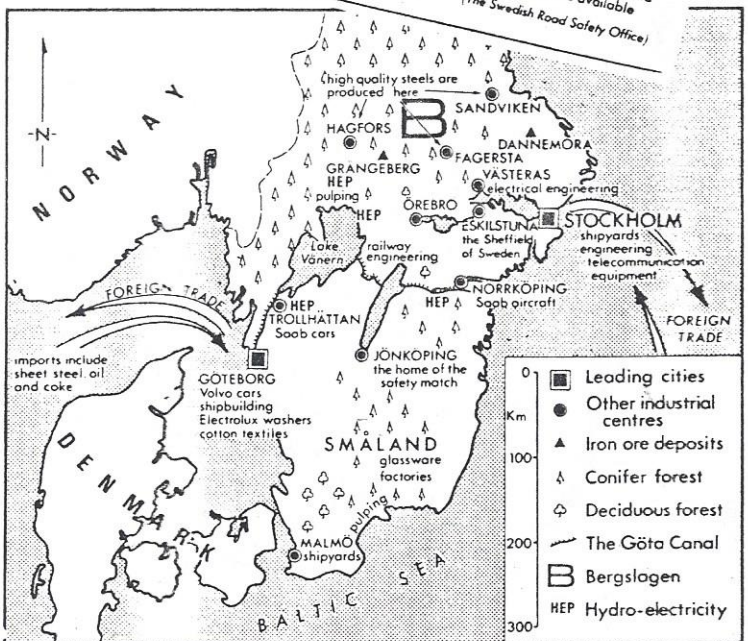 available
(The Swedish Road Safety Office)
-N-
NORWAY
high quality steels are
produced here
SANDVIKEN
HAGFORS
B
DANNEMORA
GRÄNGEBERG
FAGERSTA
HEP
pulping
VÄSTERAS
electrical engineering
HEP
ÖREBRO
ESKILSTUNA
the Sheffield
of Sweden
STOCKHOLM
shipyards
engineering
telecommunication
equipment
Lake
Vänern
railway
engineering
FOREIGN TRADE
HEP
TROLLHÄTTAN
Saab cars
HEP
NORRKÖPING
Saab aircraft
FOREIGN
TRADE
imports include
sheet steel, oil
and coke
GÖTEBORG
Volvo cars
shipbuilding
Electrolux washers
cotton textiles
JÖNKÖPING
the home of the
safety match
SMÅLAND
glassware
factories
DENMARK
pulping
MALMÖ
shipyards
BALTIC SEA
0
Km
100
200
300
Leading cities
Other industrial
centres
Iron ore deposits
Conifer forest
Deciduous forest
The Göta Canal
B Bergslagen
HEP Hydro-electricity